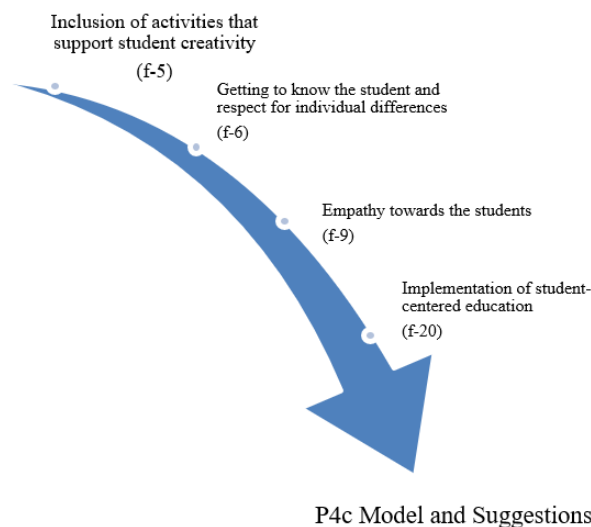 Inclusion of activities that
support student creativity
(f-5)
Getting to know the student and
respect for individual differences
(f-6)
Empathy towards the students
(f-9)
Implementation of student-
centered education
(f-20)
P4c Model and Suggestions